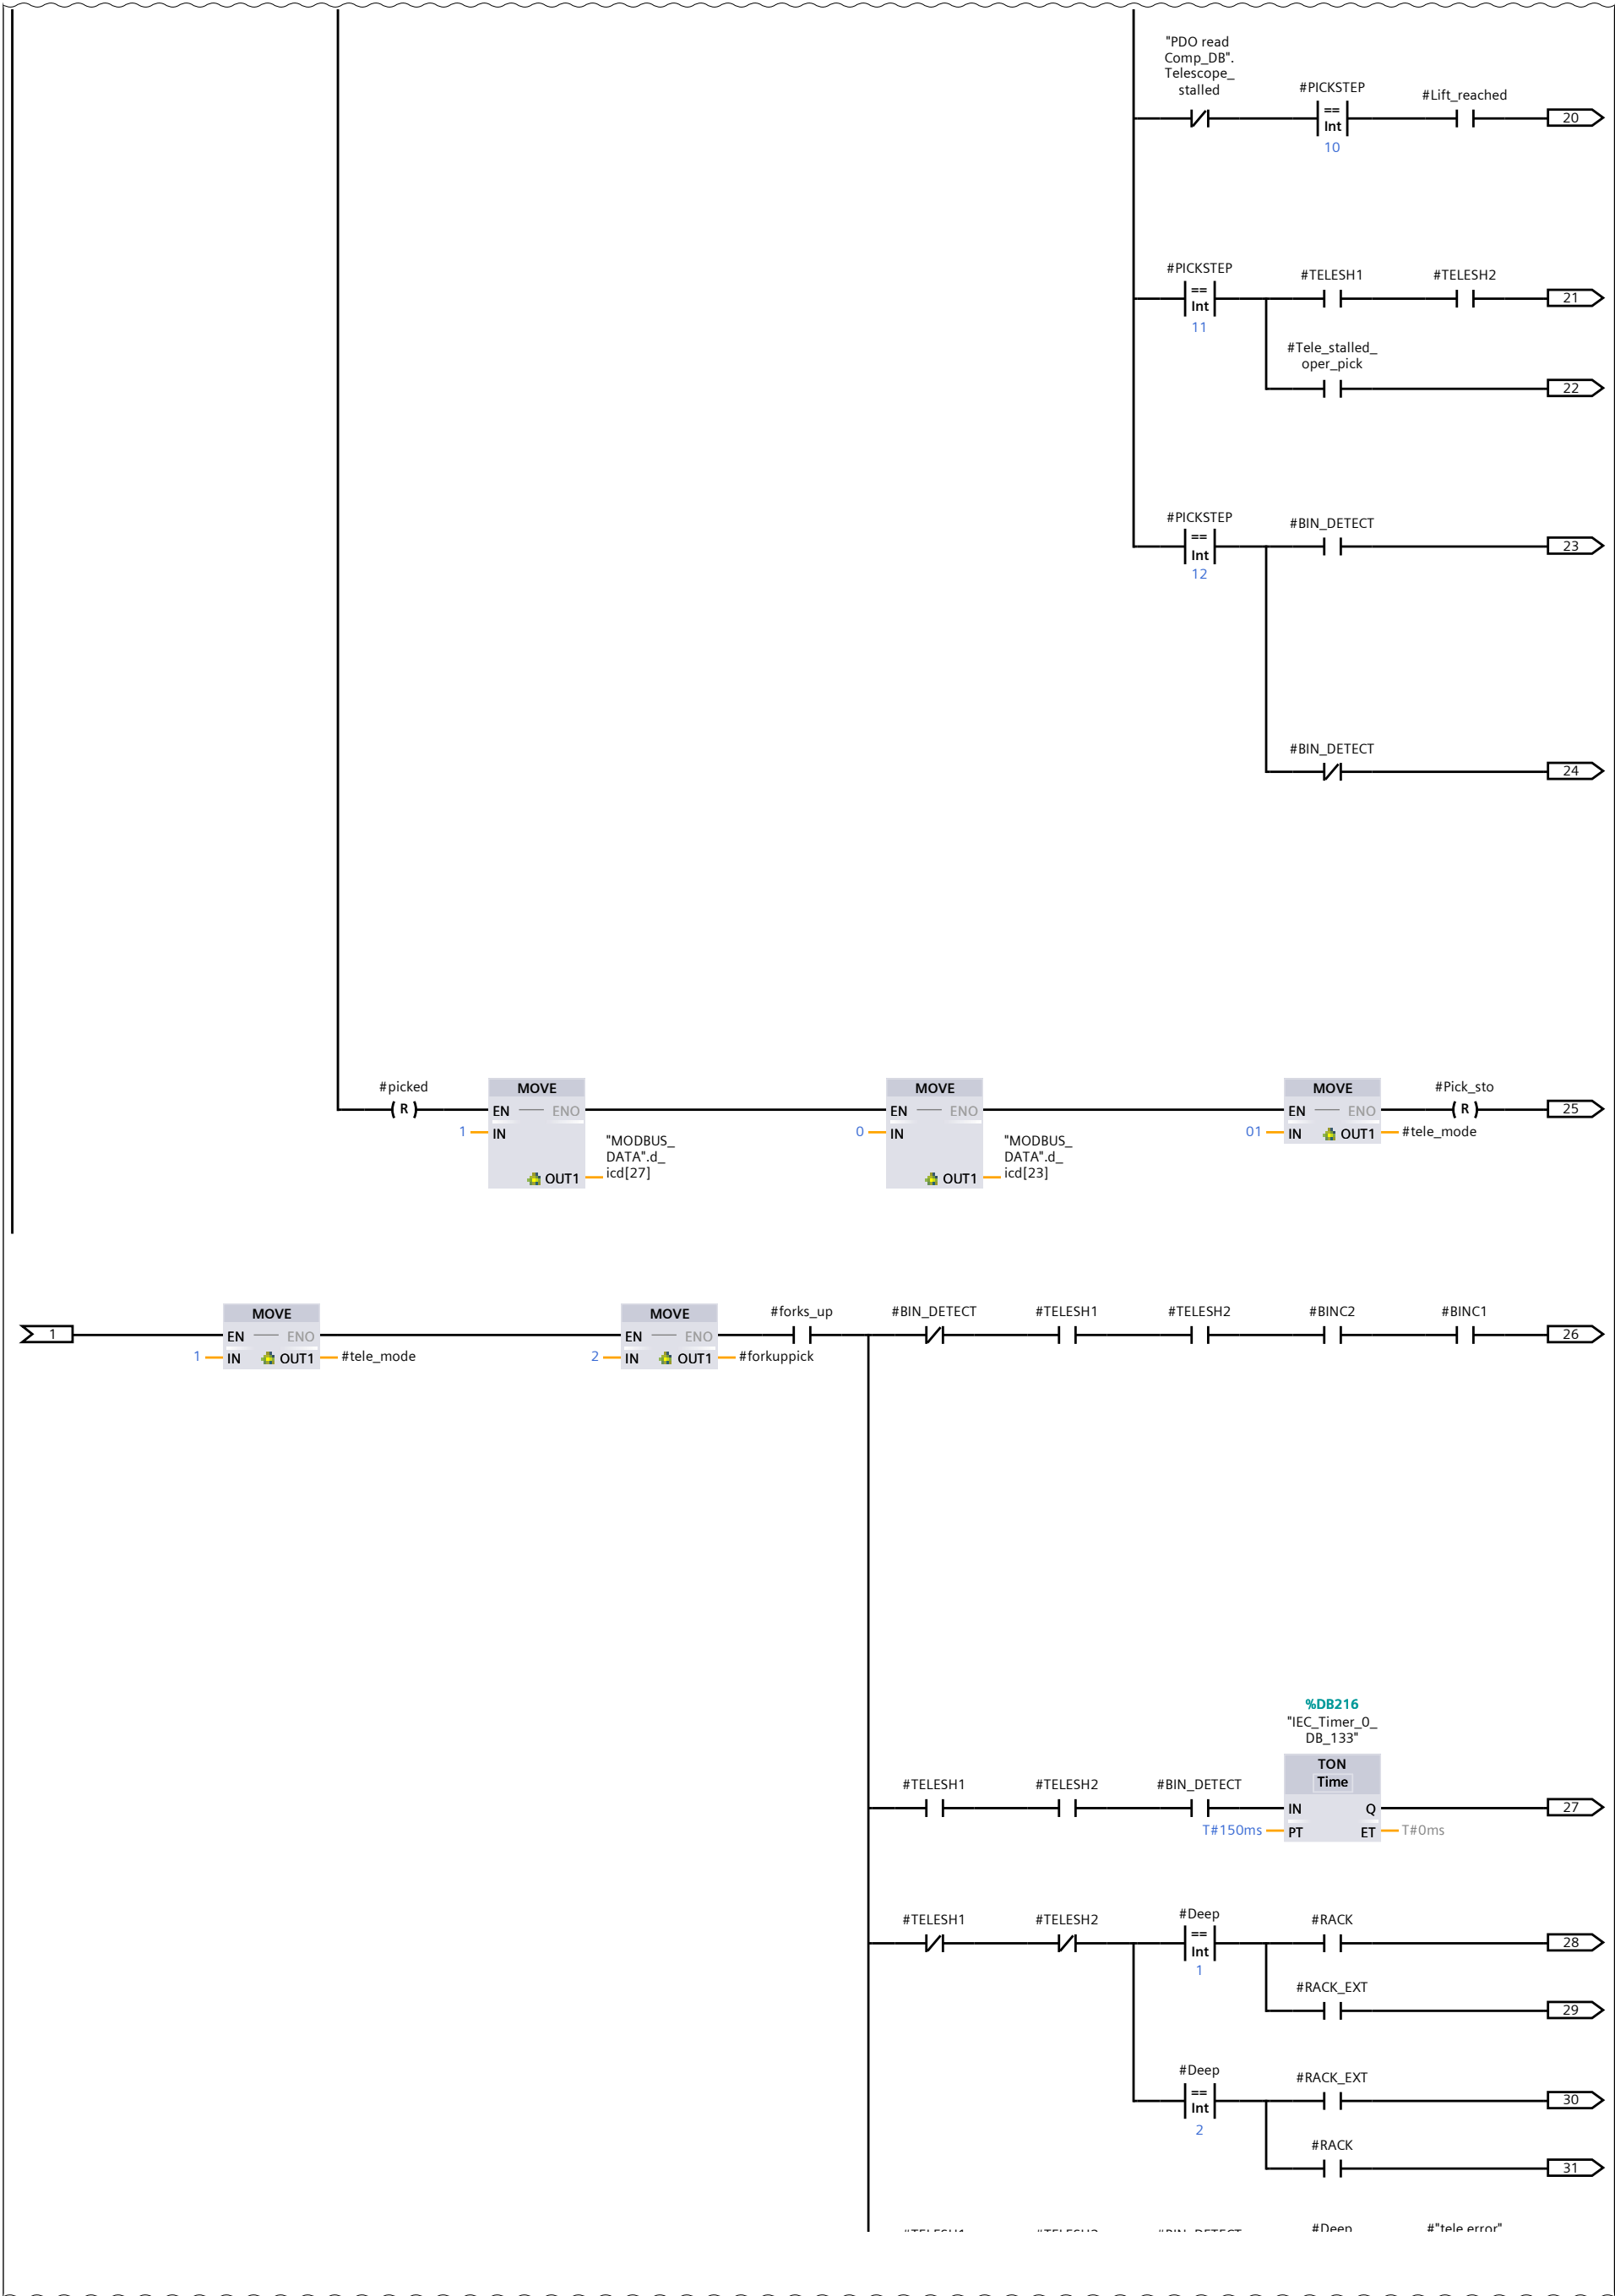 "PDO read
Comp_DB".
Telescope_
stalled
#PICKSTEP
#Lift_reached
==
Int
10
20
#PICKSTEP
#TELESH1
#TELESH2
==
Int
11
21
#Tele_stalled_
oper_pick
22
#PICKSTEP
#BIN_DETECT
==
Int
12
23
#BIN_DETECT
24
#picked
R
MOVE
EN ENO
1 IN
OUT1
"MODBUS_
DATA".d_
icd[27]
MOVE
EN ENO
0 IN
OUT1
"MODBUS_
DATA".d_
icd[23]
MOVE
EN ENO
01 IN OUT1 #tele_mode
#Pick_sto
R
25
1
MOVE
EN ENO
1 IN OUT1 #tele_mode
MOVE
EN ENO
2 IN OUT1 #forkuppick
#forks_up
#BIN_DETECT
#TELESH1
#TELESH2
#BINC2
#BINC1
26
%DB216
"IEC_Timer_0_
DB_133"
#TELESH1
#TELESH2
#BIN_DETECT
TON
Time
IN Q
T#150ms PT ET T#0ms
27
#TELESH1
#TELESH2
#Deep
==
Int
1
#RACK
28
#RACK_EXT
29
#Deep
==
Int
2
#RACK_EXT
30
#RACK
31
#Deep
#"tele error"